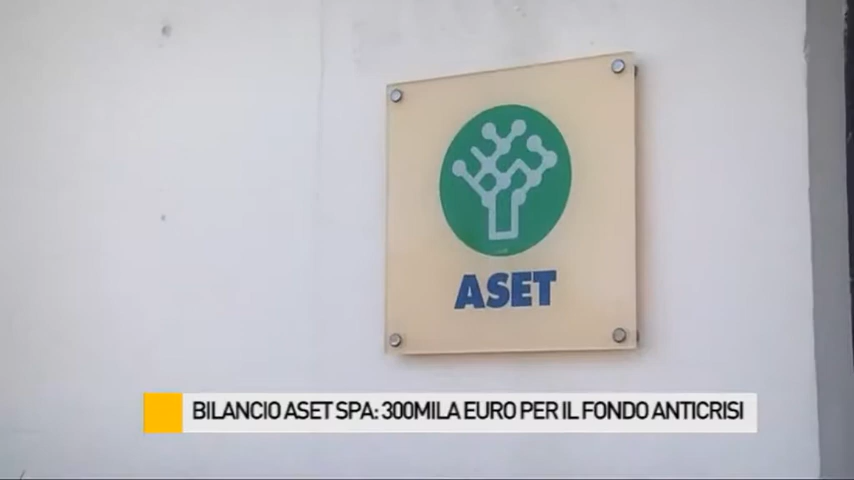 ASET
BILANCIO ASET SPA: 300MILA EURO PER IL FONDO ANTICRISI